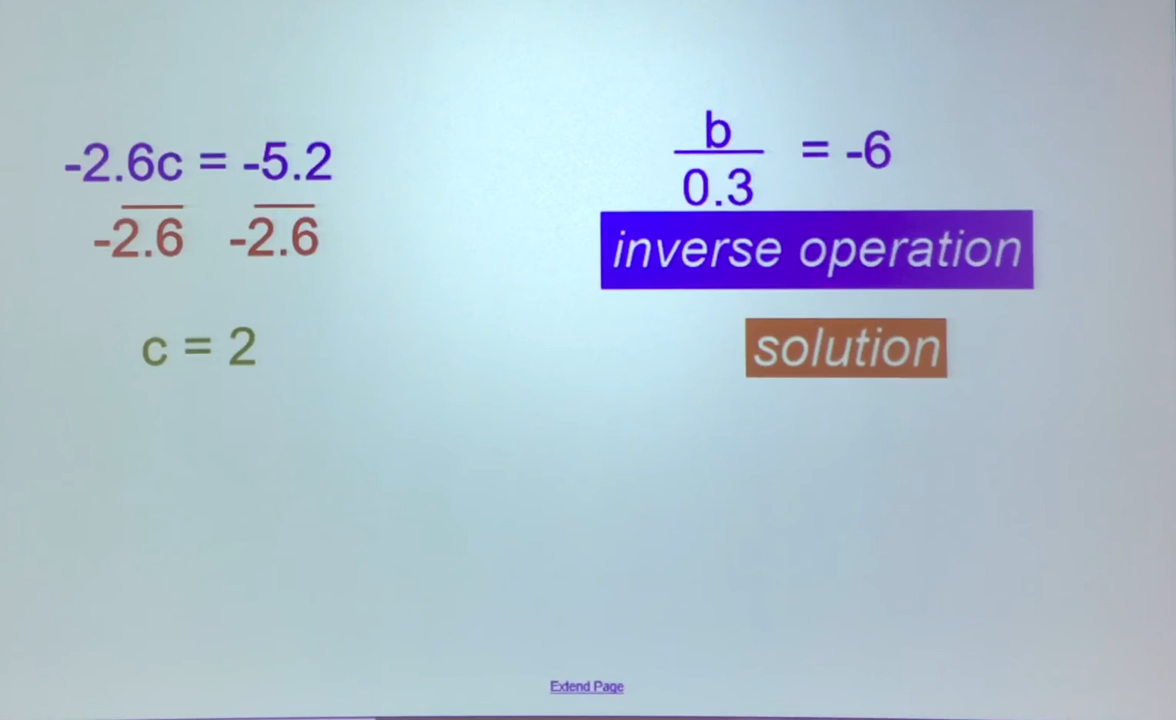 -2.6c = -5.2
-2.6 -2.6
c = 2
b
0.3
= -6
inverse operation
solution
Extend Page